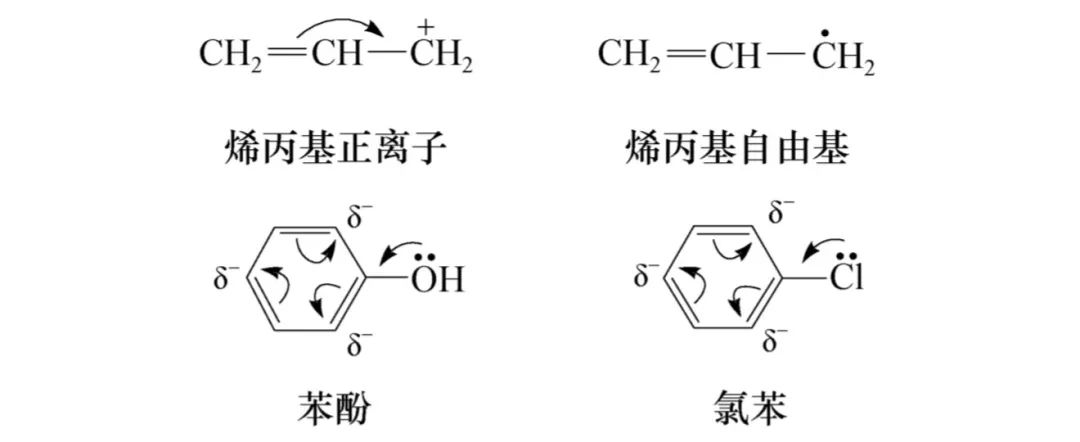 CH₂=CH—C⁺H₂ CH₂=CH—ĊH₂
烯丙基正离子 烯丙基自由基
δ⁻ δ⁻
δ⁻ ÖH δ⁻ C̈l
δ⁻ δ⁻
苯酚 氯苯